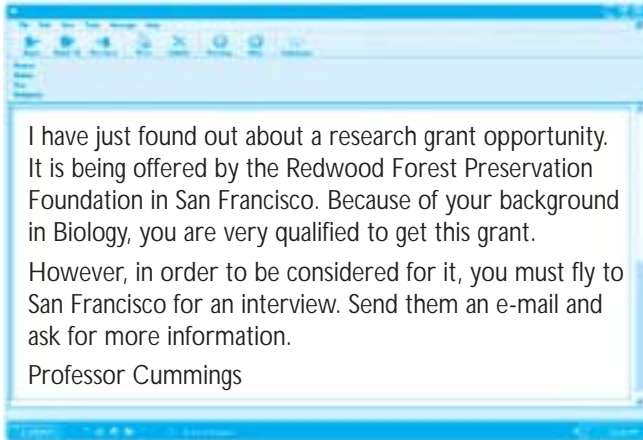 I have just found out about a research grant opportunity.
It is being offered by the Redwood Forest Preservation
Foundation in San Francisco. Because of your background
in Biology, you are very qualified to get this grant.
However, in order to be considered for it, you must fly to
San Francisco for an interview. Send them an e-mail and
ask for more information.
Professor Cummings